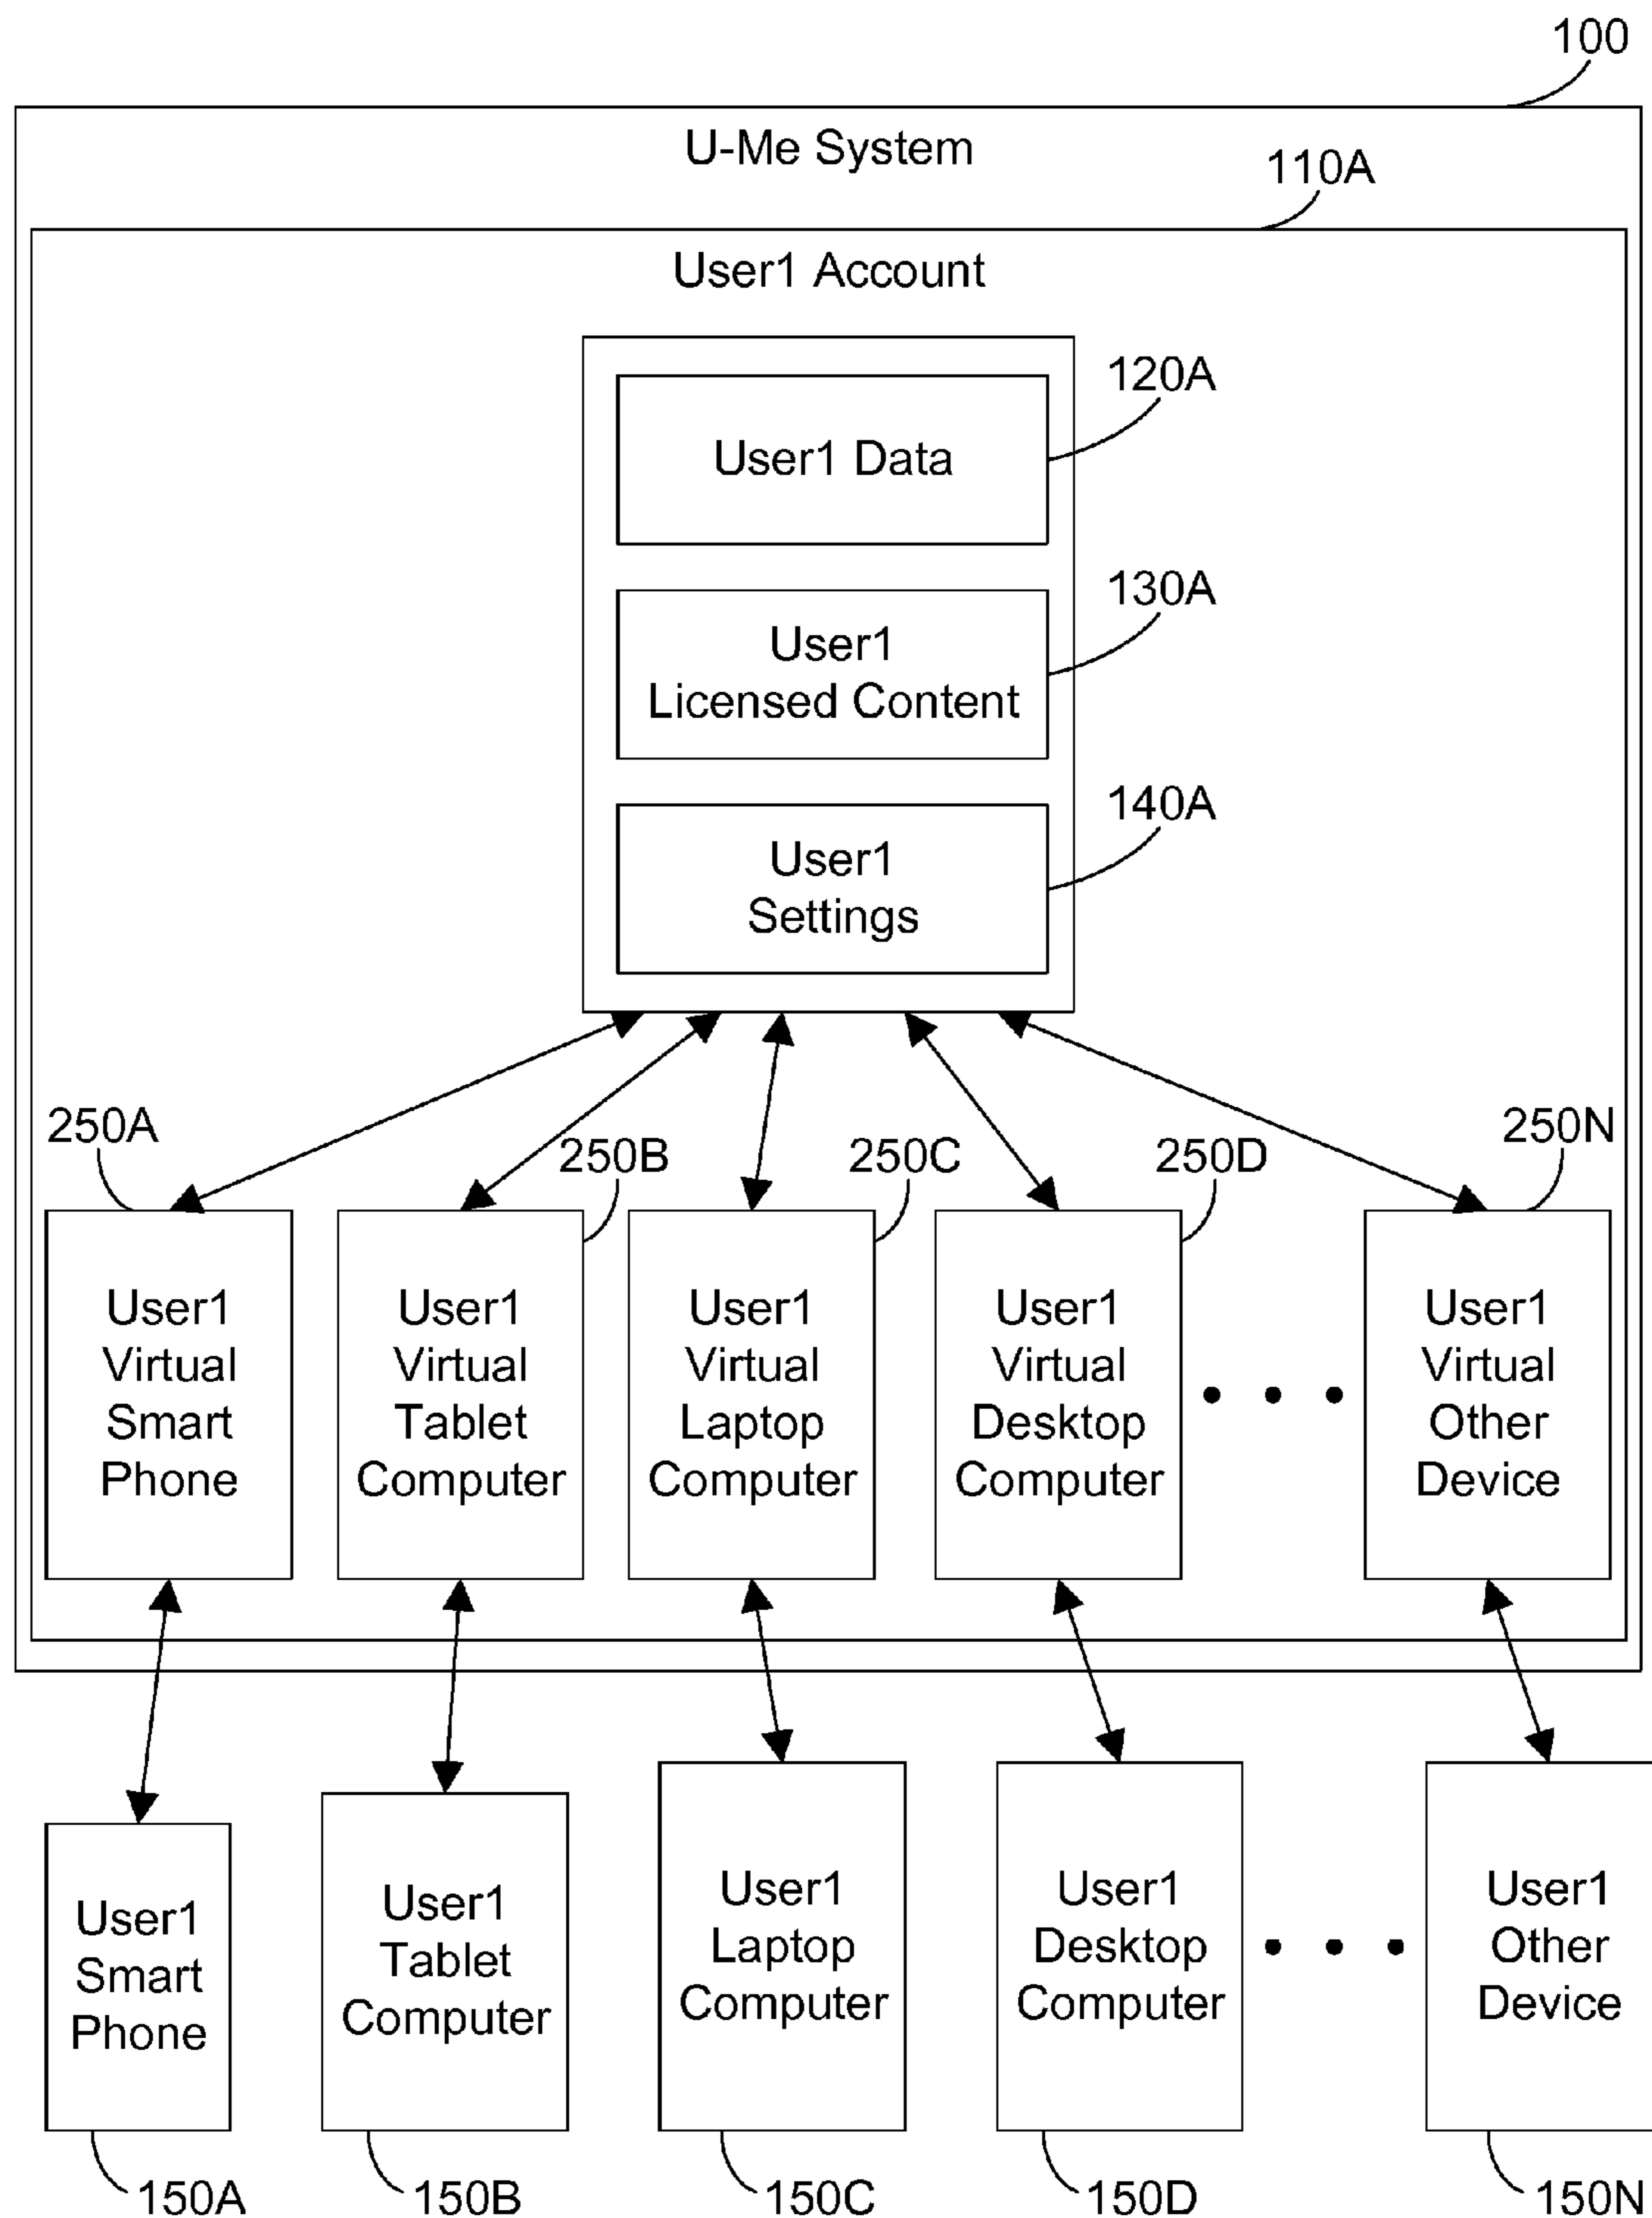 100
U-Me System
110A
User1 Account
120A
User1 Data
130A
User1
Licensed Content
140A
User1
Settings
250A
250B
250C
250D
250N
User1
Virtual
Smart
Phone
User1
Virtual
Tablet
Computer
User1
Virtual
Laptop
Computer
User1
Virtual
Desktop
Computer
User1
Virtual
Other
Device
User1
Smart
Phone
User1
Tablet
Computer
User1
Laptop
Computer
User1
Desktop
Computer
User1
Other
Device
150A
150B
150C
150D
150N